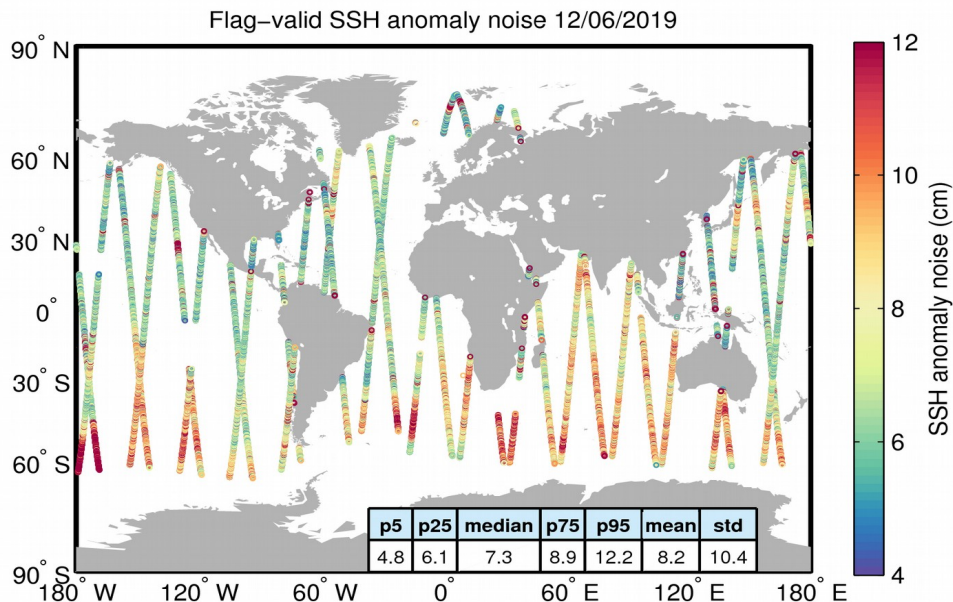 Flag-valid SSH anomaly noise 12/06/2019
90° N
60° N
30° N
0°
30° S
60° S
90° S
180° W
120° W
60° W
0°
60° E
120° E
180° E
p5 p25 median p75 p95 mean std
4.8 6.1 7.3 8.9 12.2 8.2 10.4
12
10
8
6
4
SSH anomaly noise (cm)